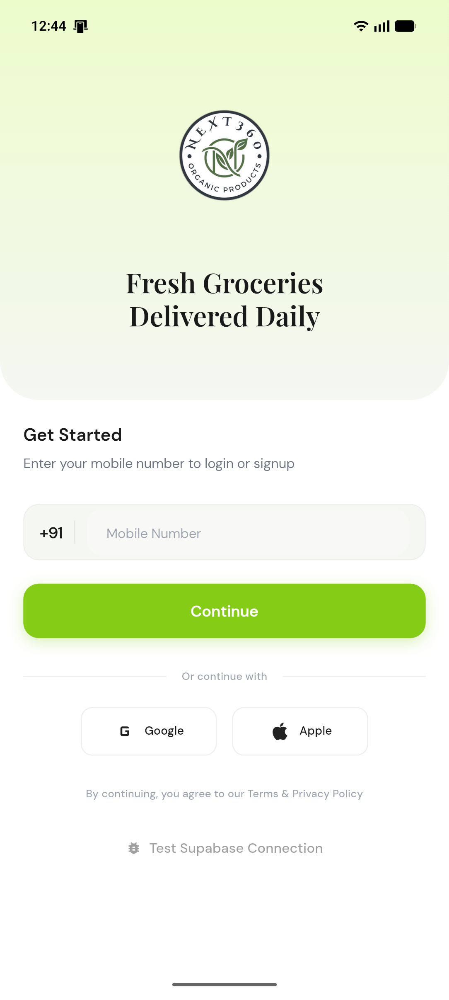 12:44
NEXT360
ORGANIC PRODUCTS
Fresh Groceries
Delivered Daily
Get Started
Enter your mobile number to login or signup
+91
Mobile Number
Continue
Or continue with
G Google
Apple
By continuing, you agree to our Terms & Privacy Policy
Test Supabase Connection